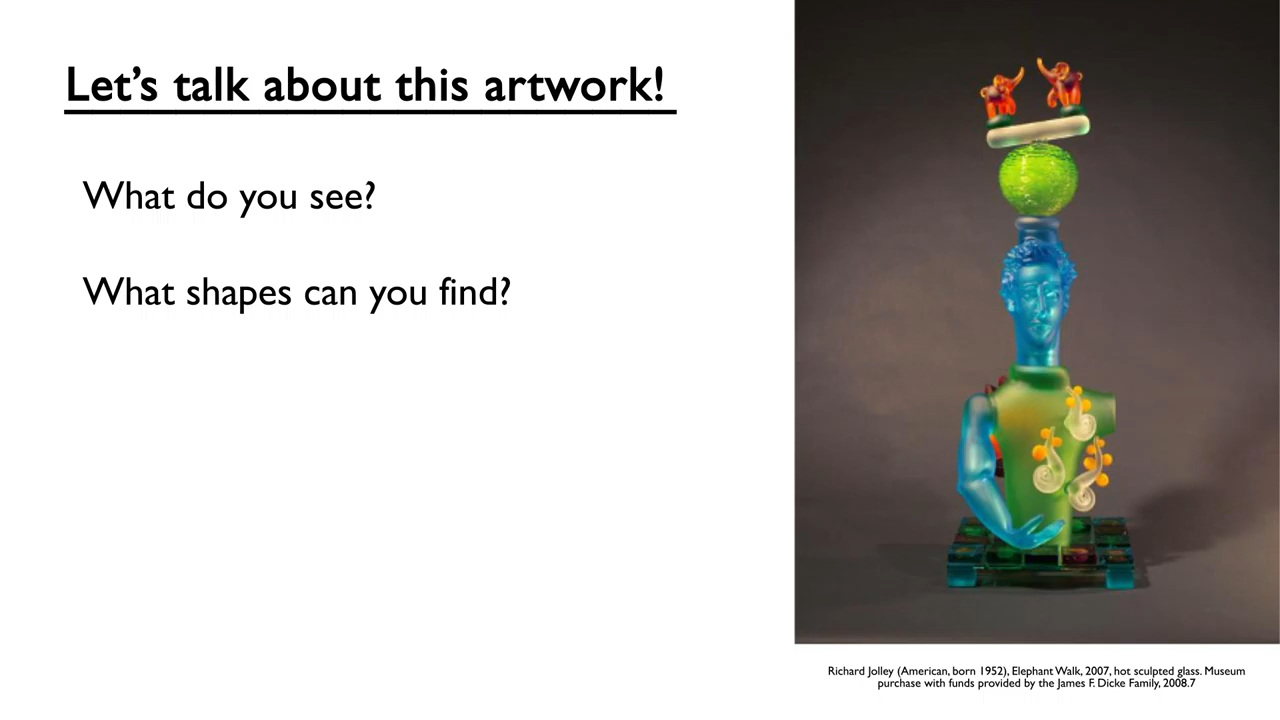 Let's talk about this artwork!
What do you see?
What shapes can you find?
Richard Jolley (American, born 1952), Elephant Walk, 2007, hot sculpted glass. Museum
purchase with funds provided by the James F. Dicke Family, 2008.7